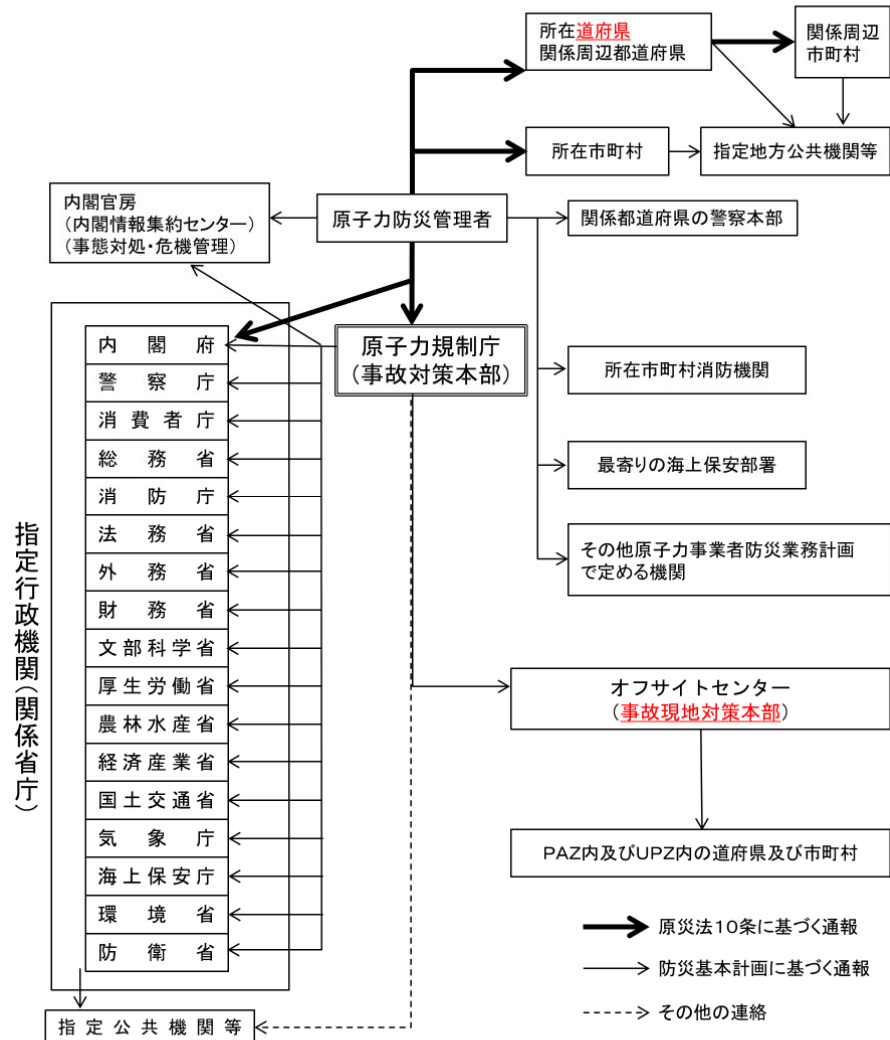 所在道府県
関係周辺都道府県
関係周辺
市町村
所在市町村
指定地方公共機関等
内閣官房
（内閣情報集約センター）
（事態対処・危機管理）
原子力防災管理者
関係都道府県の警察本部
原子力規制庁
（事故対策本部）
所在市町村消防機関
最寄りの海上保安部署
その他原子力事業者防災業務計画
で定める機関
指定行政機関（関係省庁）
内閣府
警察庁
消費者庁
総務省
消防庁
法務省
外務省
財務省
文部科学省
厚生労働省
農林水産省
経済産業省
国土交通省
気象庁
海上保安庁
環境省
防衛省
指定公共機関等
オフサイトセンター
（事故現地対策本部）
ＰＡＺ内及びＵＰＺ内の道府県及び市町村
原災法１０条に基づく通報
防災基本計画に基づく通報
その他の連絡